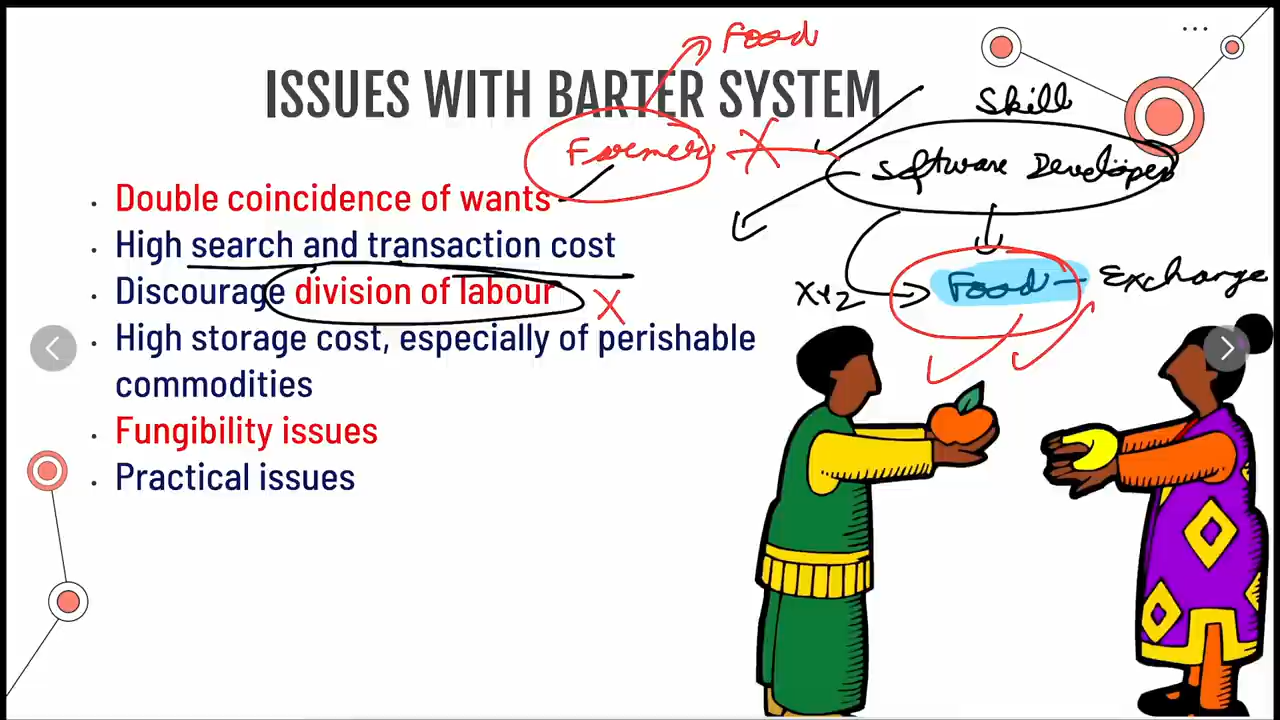 Food
ISSUES WITH BARTER SYSTEM
Skill
Farmer
Software Developer
Double coincidence of wants
High search and transaction cost
Discourage division of labour
XYZ
Food - Exchange
High storage cost, especially of perishable
commodities
Fungibility issues
Practical issues